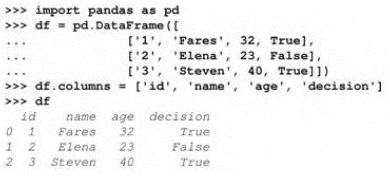 >>> import pandas as pd
>>> df = pd.DataFrame([
... ['1', 'Fares', 32, True],
... ['2', 'Elena', 23, False],
... ['3', 'Steven', 40, True]])
>>> df.columns = ['id', 'name', 'age', 'decision']
>>> df
id name age decision
0 1 Fares 32 True
1 2 Elena 23 False
2 3 Steven 40 True